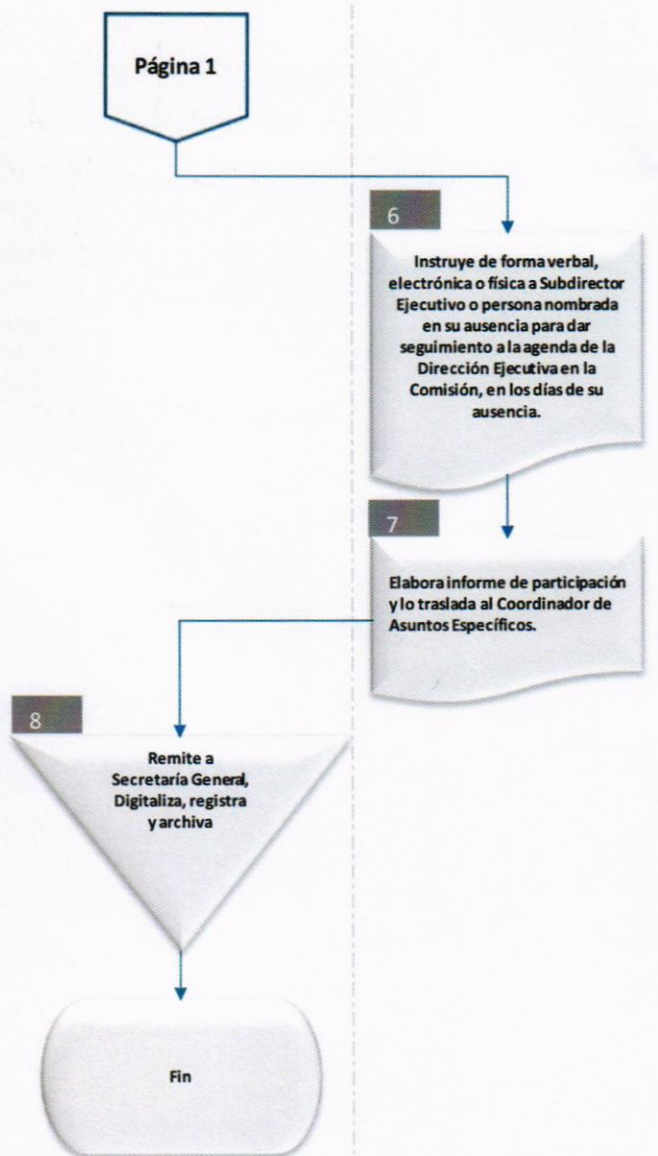 Página 1
6
Instruye de forma verbal,
electrónica o física a Subdirector
Ejecutivo o persona nombrada
en su ausencia para dar
seguimiento a la agenda de la
Dirección Ejecutiva en la
Comisión, en los días de su
ausencia.
7
Elabora informe de participación
y lo traslada al Coordinador de
Asuntos Específicos.
8
Remite a
Secretaría General,
Digitaliza, registra
y archiva
Fin